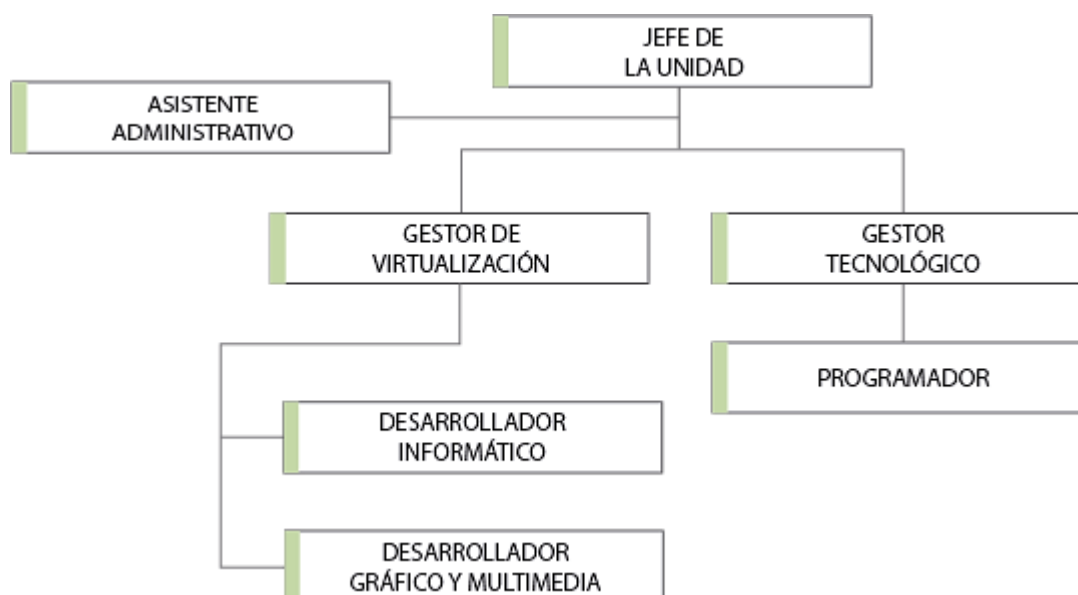 JEFE DE
LA UNIDAD
ASISTENTE
ADMINISTRATIVO
GESTOR DE
VIRTUALIZACIÓN
GESTOR
TECNOLÓGICO
PROGRAMADOR
DESARROLLADOR
INFORMÁTICO
DESARROLLADOR
GRÁFICO Y MULTIMEDIA